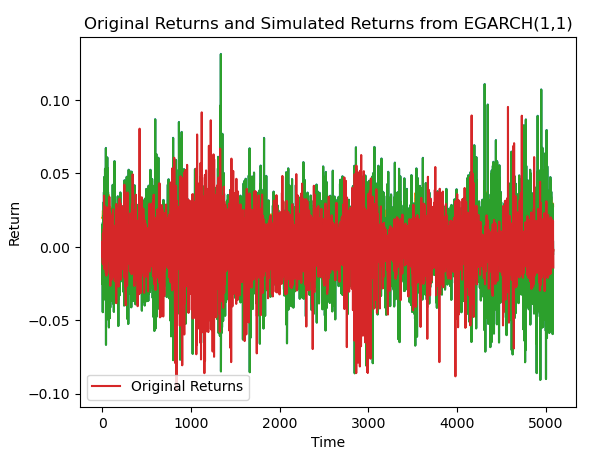 Original Returns and Simulated Returns from EGARCH(1,1)
Return
0.10
0.05
0.00
−0.05
−0.10
Original Returns
0 1000 2000 3000 4000 5000
Time